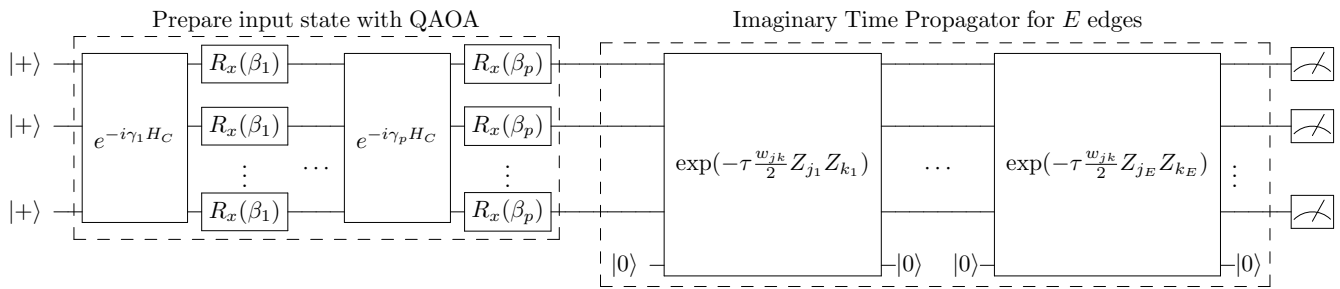 Prepare input state with QAOA
Imaginary Time Propagator for E edges
|+⟩ R_x(β_1) R_x(β_p)
|+⟩ R_x(β_1) R_x(β_p)
e^{-iγ_1 H_C} e^{-iγ_p H_C}
⋮ ⋯ ⋮ exp(−τ \frac{w_{jk}}{2} Z_{j_1} Z_{k_1}) ⋯ exp(−τ \frac{w_{jk}}{2} Z_{j_E} Z_{k_E}) ⋮
|+⟩ R_x(β_1) R_x(β_p)
|0⟩ |0⟩ |0⟩ |0⟩